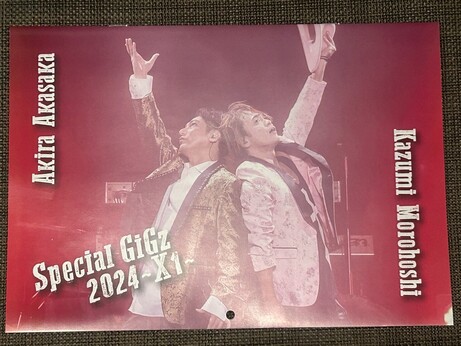 Akira Akasaka
Kazumi Morohoshi
Special GiGz
2024~X1~